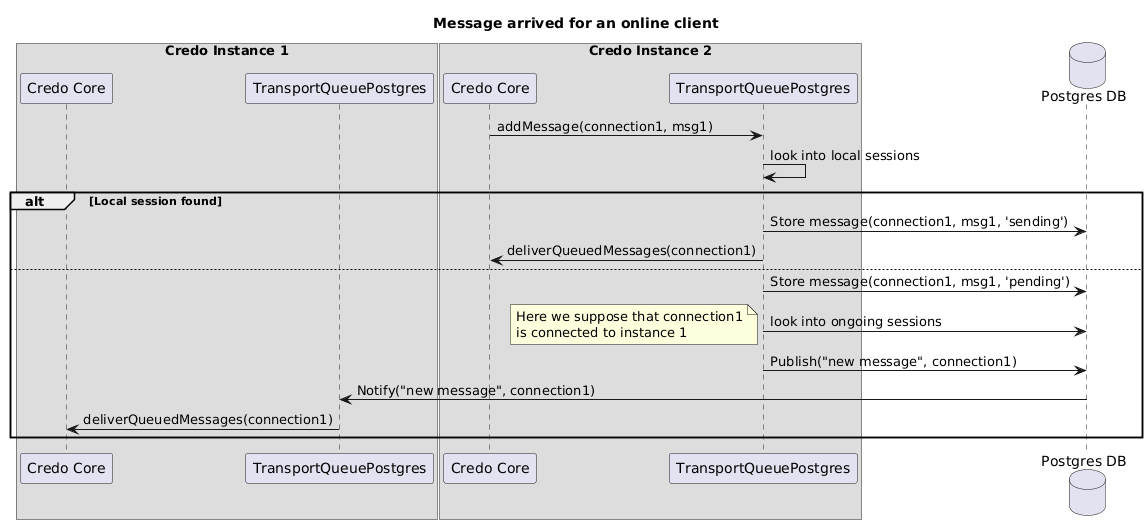 Message arrived for an online client
Credo Instance 1
Credo Instance 2
Credo Core
TransportQueuePostgres
Credo Core
TransportQueuePostgres
Postgres DB
addMessage(connection1, msg1)
look into local sessions
alt
[Local session found]
Store message(connection1, msg1, 'sending')
deliverQueuedMessages(connection1)
Store message(connection1, msg1, 'pending')
Here we suppose that connection1
is connected to instance 1
look into ongoing sessions
Publish("new message", connection1)
Notify("new message", connection1)
deliverQueuedMessages(connection1)
Credo Core
TransportQueuePostgres
Credo Core
TransportQueuePostgres
Postgres DB